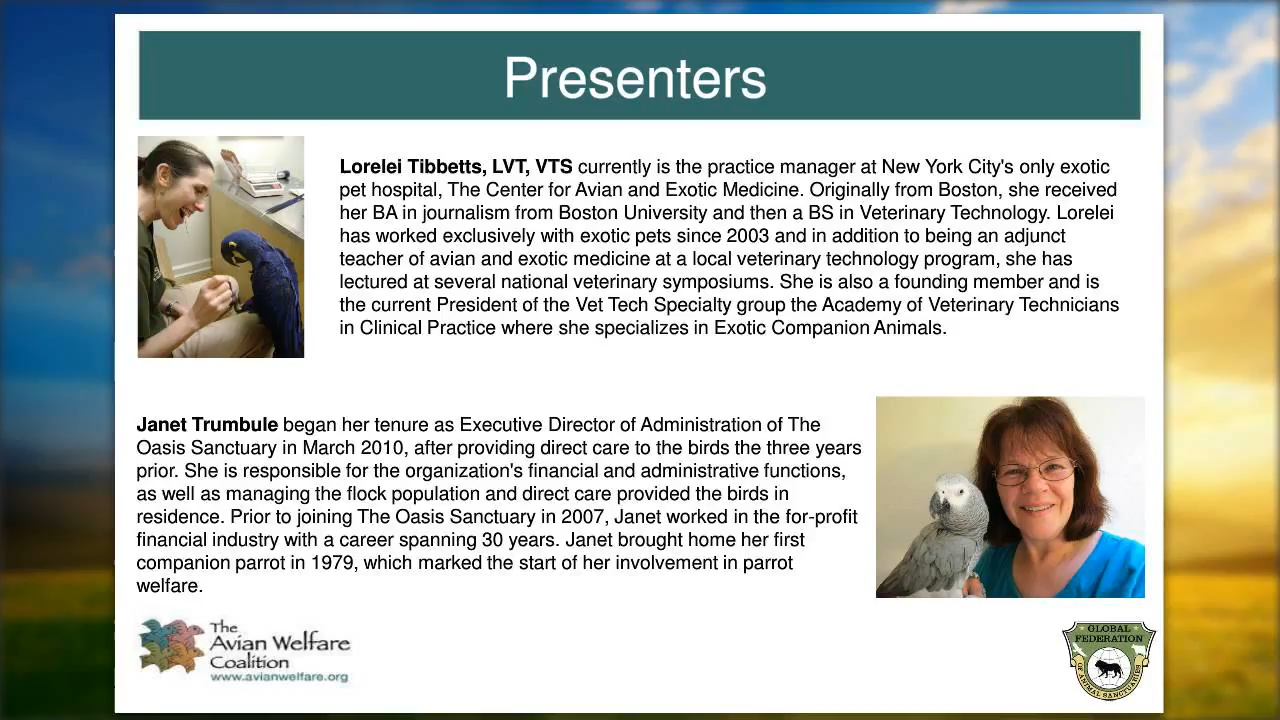 Presenters
Lorelei Tibbetts, LVT, VTS currently is the practice manager at New York City's only exotic
pet hospital, The Center for Avian and Exotic Medicine. Originally from Boston, she received
her BA in journalism from Boston University and then a BS in Veterinary Technology. Lorelei
has worked exclusively with exotic pets since 2003 and in addition to being an adjunct
teacher of avian and exotic medicine at a local veterinary technology program, she has
lectured at several national veterinary symposiums. She is also a founding member and is
the current President of the Vet Tech Specialty group the Academy of Veterinary Technicians
in Clinical Practice where she specializes in Exotic Companion Animals.
Janet Trumbule began her tenure as Executive Director of Administration of The
Oasis Sanctuary in March 2010, after providing direct care to the birds the three years
prior. She is responsible for the organization's financial and administrative functions,
as well as managing the flock population and direct care provided the birds in
residence. Prior to joining The Oasis Sanctuary in 2007, Janet worked in the for-profit
financial industry with a career spanning 30 years. Janet brought home her first
companion parrot in 1979, which marked the start of her involvement in parrot
welfare.
The
Avian Welfare
Coalition
www.avianwelfare.org
GLOBAL
FEDERATION
OF ANIMAL SANCTUARIES